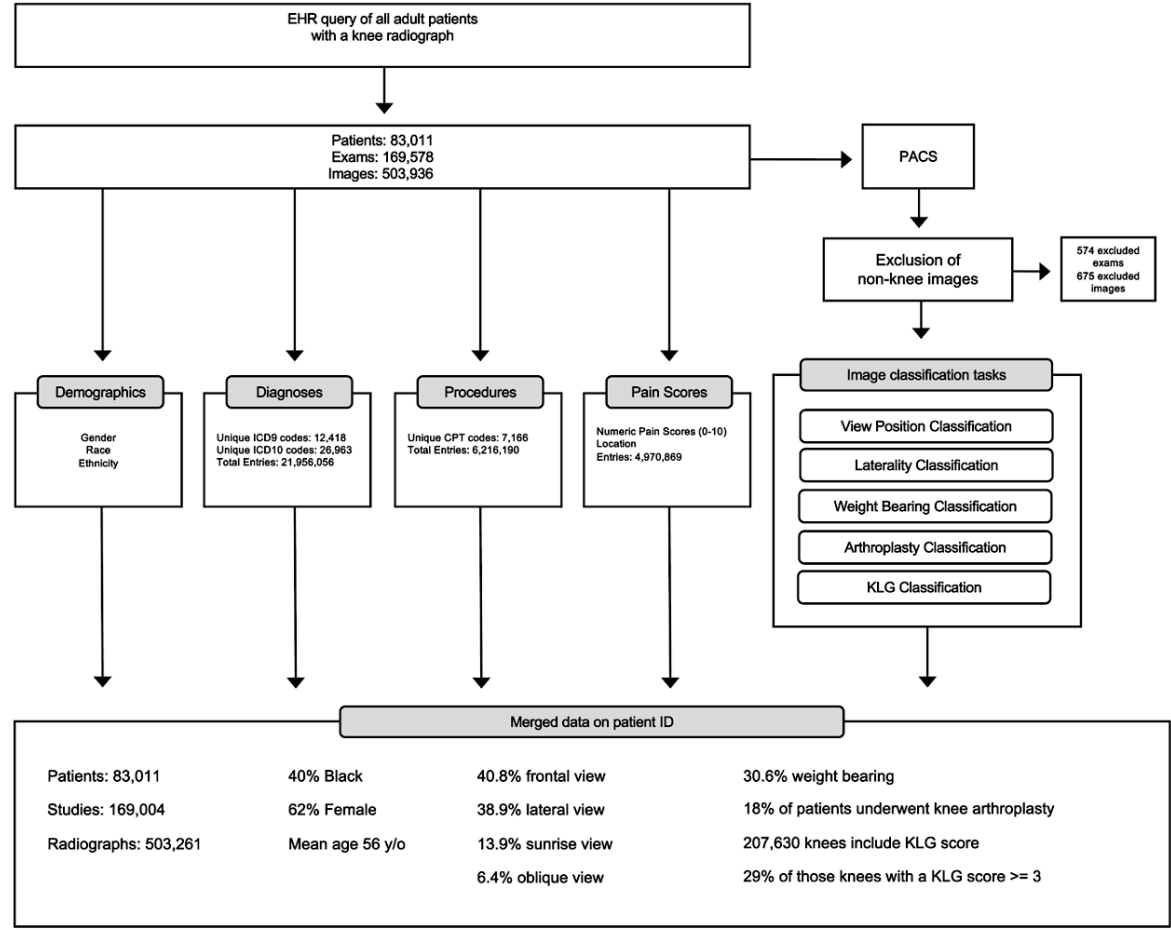 EHR query of all adult patients
with a knee radiograph
Patients: 83,011
Exams: 169,578
Images: 503,936
PACS
Exclusion of
non-knee images
574 excluded
exams
675 excluded
images
Demographics
Gender
Race
Ethnicity
Diagnoses
Unique ICD9 codes: 12,418
Unique ICD10 codes: 26,963
Total Entries: 21,956,056
Procedures
Unique CPT codes: 7,166
Total Entries: 6,216,190
Pain Scores
Numeric Pain Scores (0-10)
Location
Entries: 4,970,869
Image classification tasks
View Position Classification
Laterality Classification
Weight Bearing Classification
Arthroplasty Classification
KLG Classification
Merged data on patient ID
Patients: 83,011
Studies: 169,004
Radiographs: 503,261
40% Black
62% Female
Mean age 56 y/o
40.8% frontal view
38.9% lateral view
13.9% sunrise view
6.4% oblique view
30.6% weight bearing
18% of patients underwent knee arthroplasty
207,630 knees include KLG score
29% of those knees with a KLG score >= 3